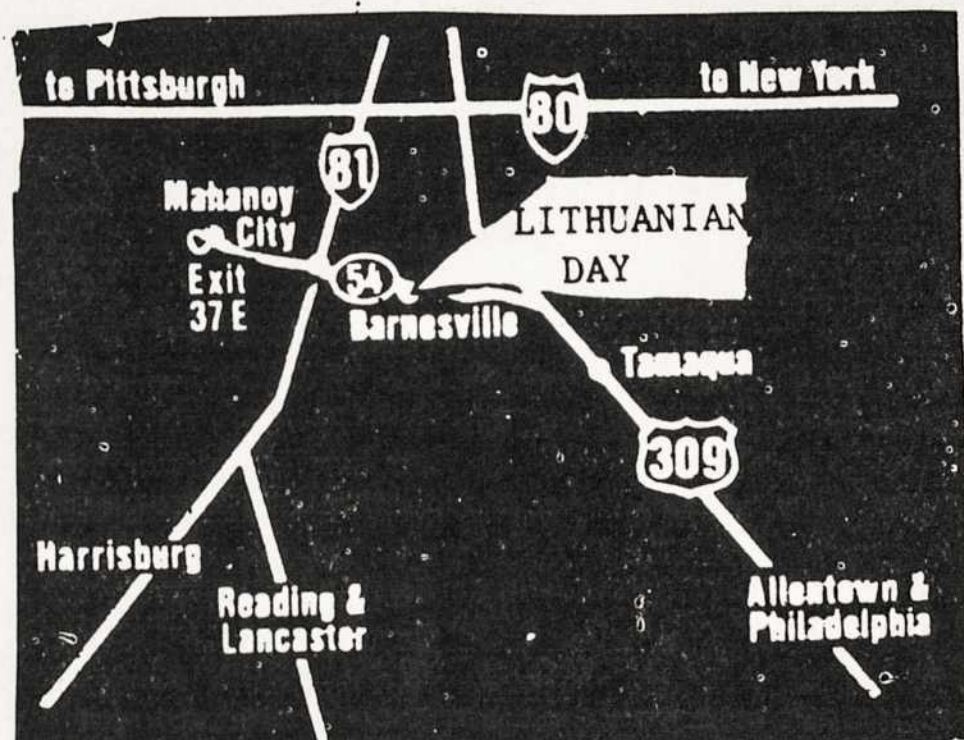 to Pittsburgh
to New York
80
81
Mahanoy
City
Exit
37 E
LITHUANIAN
DAY
54
Barnesville
Tamaqua
309
Harrisburg
Reading &
Lancaster
Allentown &
Philadelphia